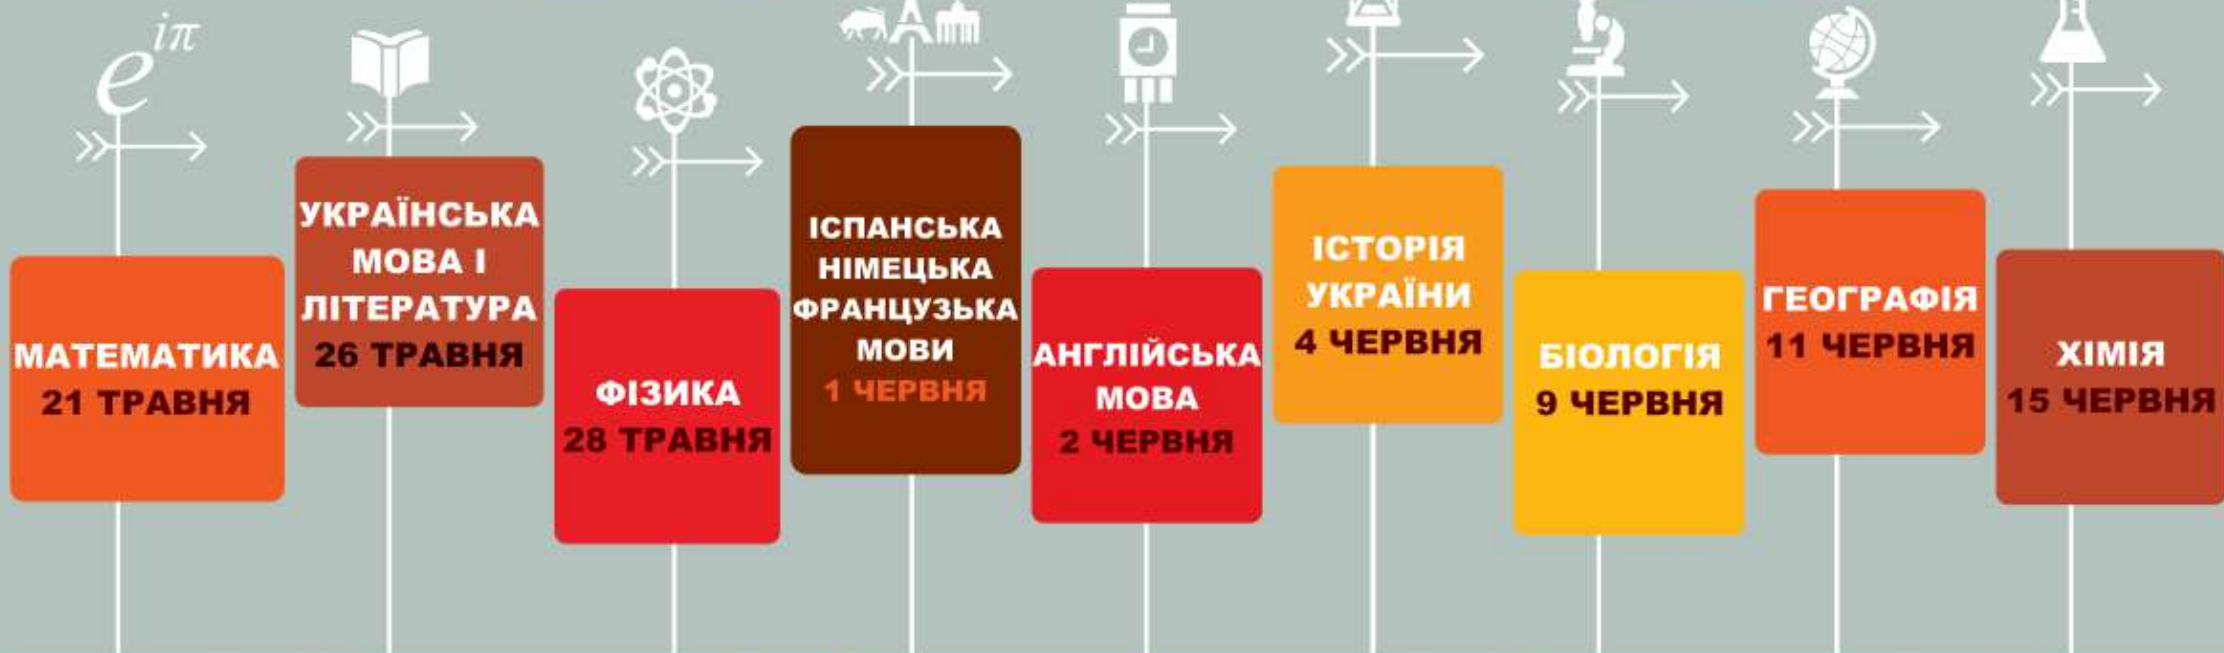 e^{iπ}
МАТЕМАТИКА
21 ТРАВНЯ
УКРАЇНСЬКА
МОВА І
ЛІТЕРАТУРА
26 ТРАВНЯ
ФІЗИКА
28 ТРАВНЯ
ІСПАНСЬКА
НІМЕЦЬКА
ФРАНЦУЗЬКА
МОВИ
1 ЧЕРВНЯ
АНГЛІЙСЬКА
МОВА
2 ЧЕРВНЯ
ІСТОРІЯ
УКРАЇНИ
4 ЧЕРВНЯ
БІОЛОГІЯ
9 ЧЕРВНЯ
ГЕОГРАФІЯ
11 ЧЕРВНЯ
ХІМІЯ
15 ЧЕРВНЯ